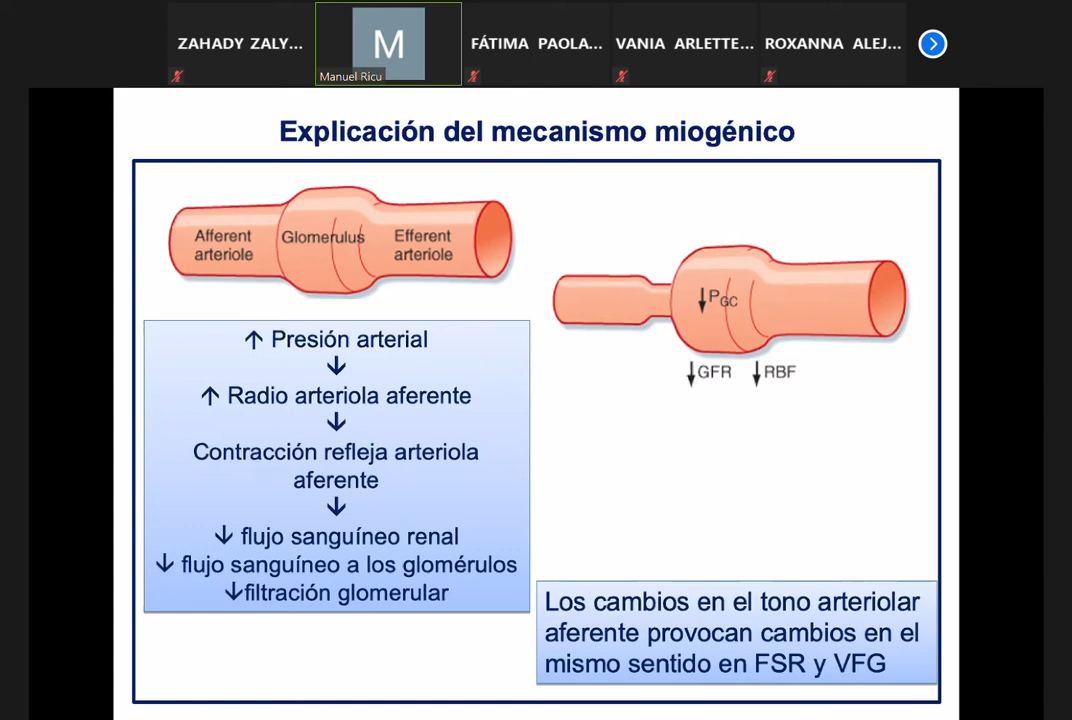 ZAHADY ZALY...
M
Manuel Ricu
FÁTIMA PAOLA...
VANIA ARLETTE...
ROXANNA ALEJ...
Explicación del mecanismo miogénico
Afferent
arteriole
Glomerulus
Efferent
arteriole
↑ Presión arterial
↓
↑ Radio arteriola aferente
↓
Contracción refleja arteriola
aferente
↓
↓ flujo sanguíneo renal
↓ flujo sanguíneo a los glomérulos
↓filtración glomerular
↓PGC
↓GFR ↓RBF
Los cambios en el tono arteriolar
aferente provocan cambios en el
mismo sentido en FSR y VFG